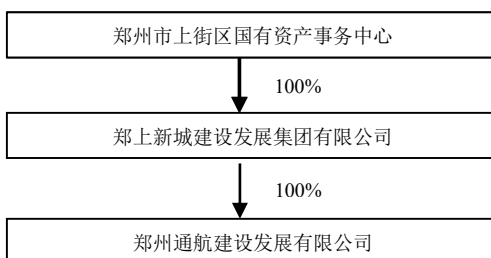 郑州市上街区国有资产事务中心
100%
郑上新城建设发展集团有限公司
100%
郑州通航建设发展有限公司